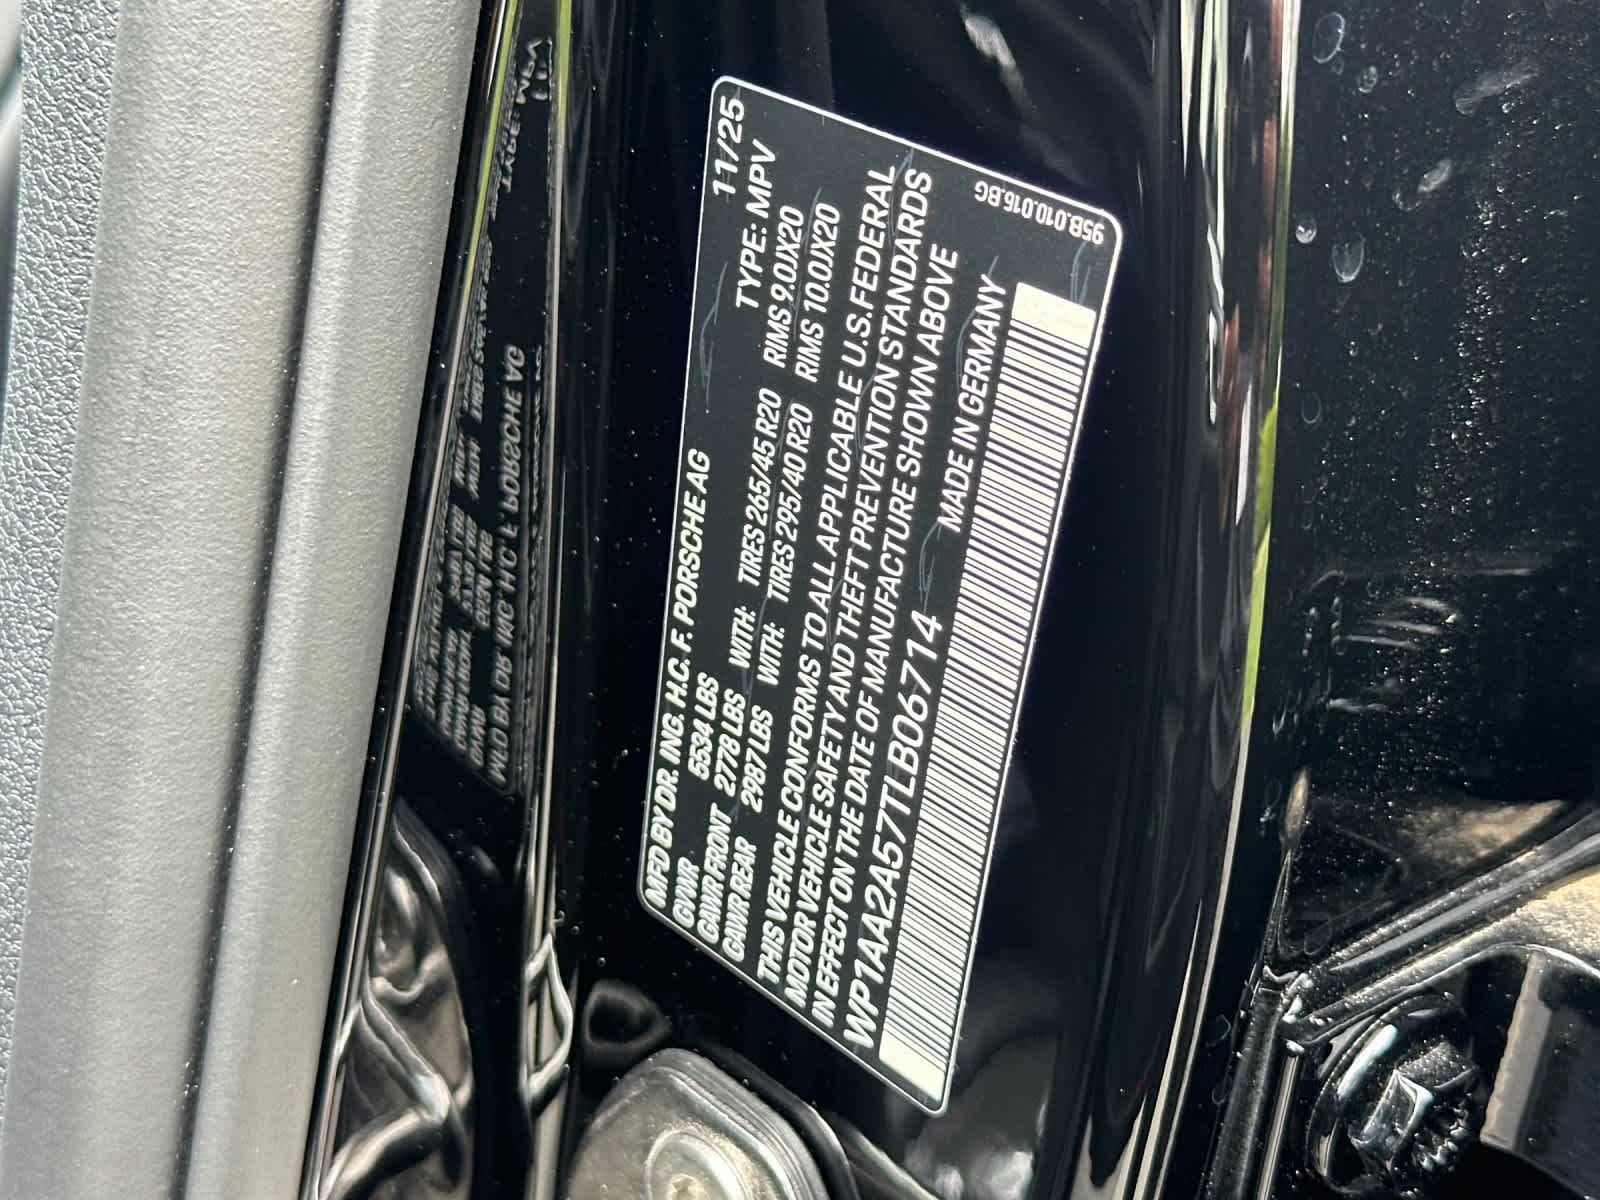 MFD BY DR. ING. H.C. F. PORSCHE AG 11/25
GVWR 5534 LBS TYPE: MPV
GAWR FRONT 2778 LBS WITH: TIRES 265/45 R20 RIMS 9.0JX20
GAWR REAR 2987 LBS WITH: TIRES 295/40 R20 RIMS 10.0JX20
THIS VEHICLE CONFORMS TO ALL APPLICABLE U.S. FEDERAL
MOTOR VEHICLE SAFETY AND THEFT PREVENTION STANDARDS
IN EFFECT ON THE DATE OF MANUFACTURE SHOWN ABOVE
WP1AA2A57TLB06714 MADE IN GERMANY
95B.010.015.BG